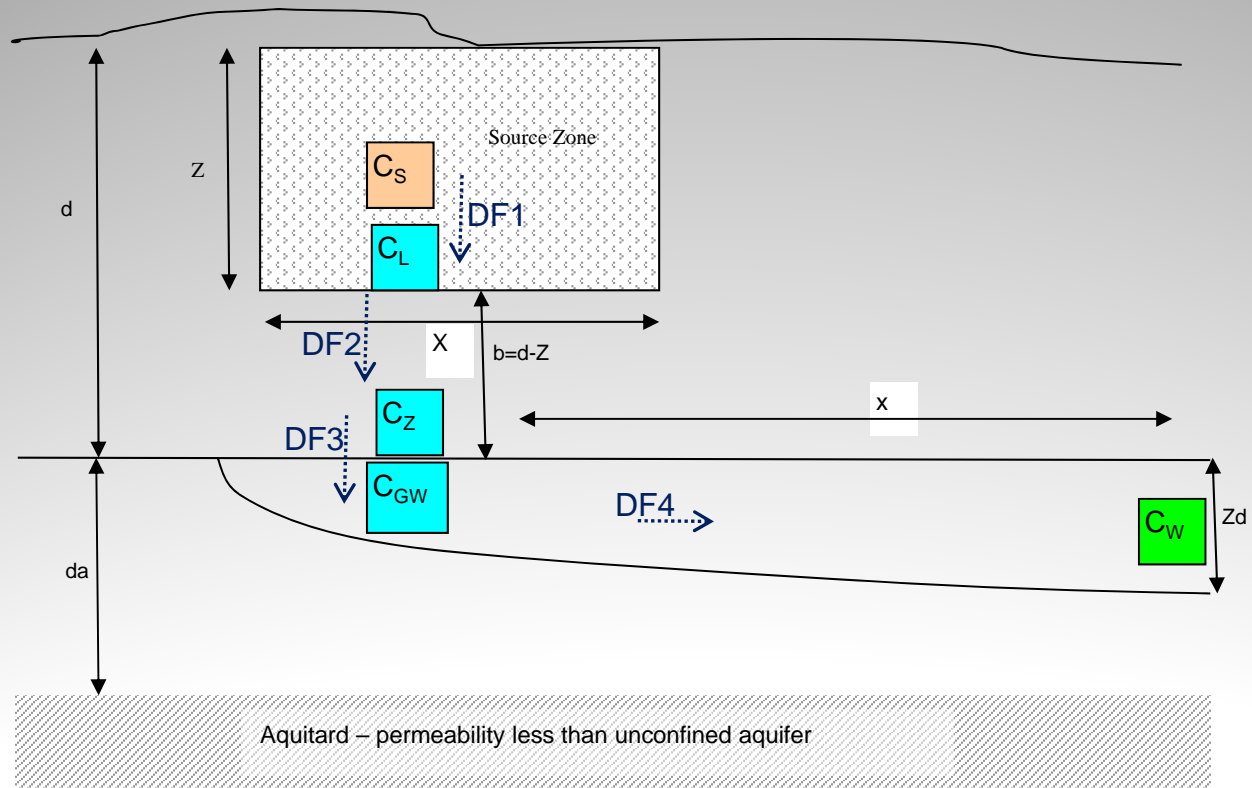 Source Zone
Z
d
C_S
DF1
C_L
X
DF2
b=d-Z
x
C_Z
DF3
C_GW
DF4
C_W
Zd
da
Aquitard – permeability less than unconfined aquifer